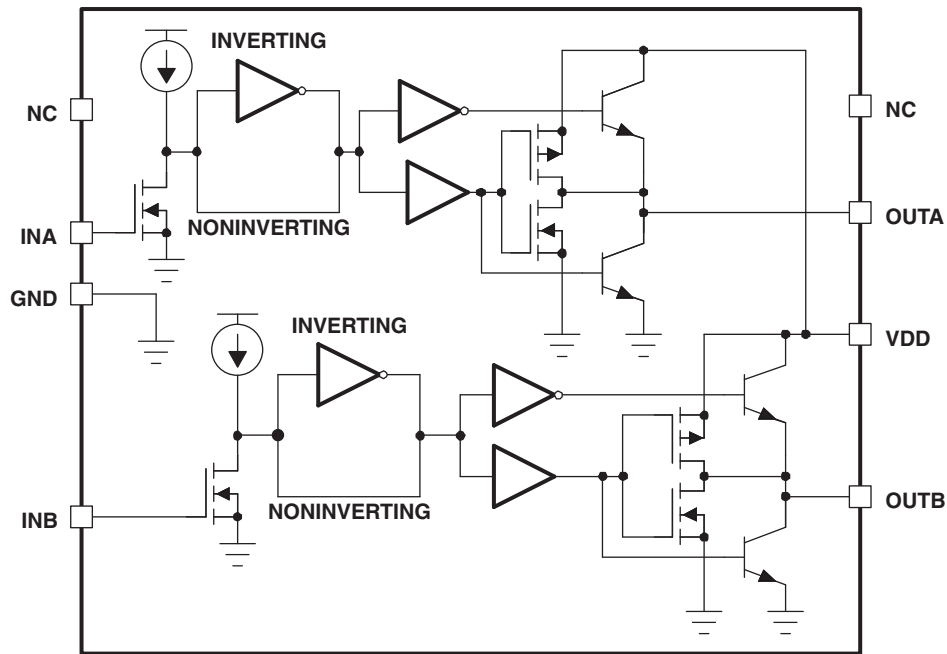 INVERTING
NC
NC
INA
NONINVERTING
OUTA
GND
INVERTING
VDD
INB
NONINVERTING
OUTB